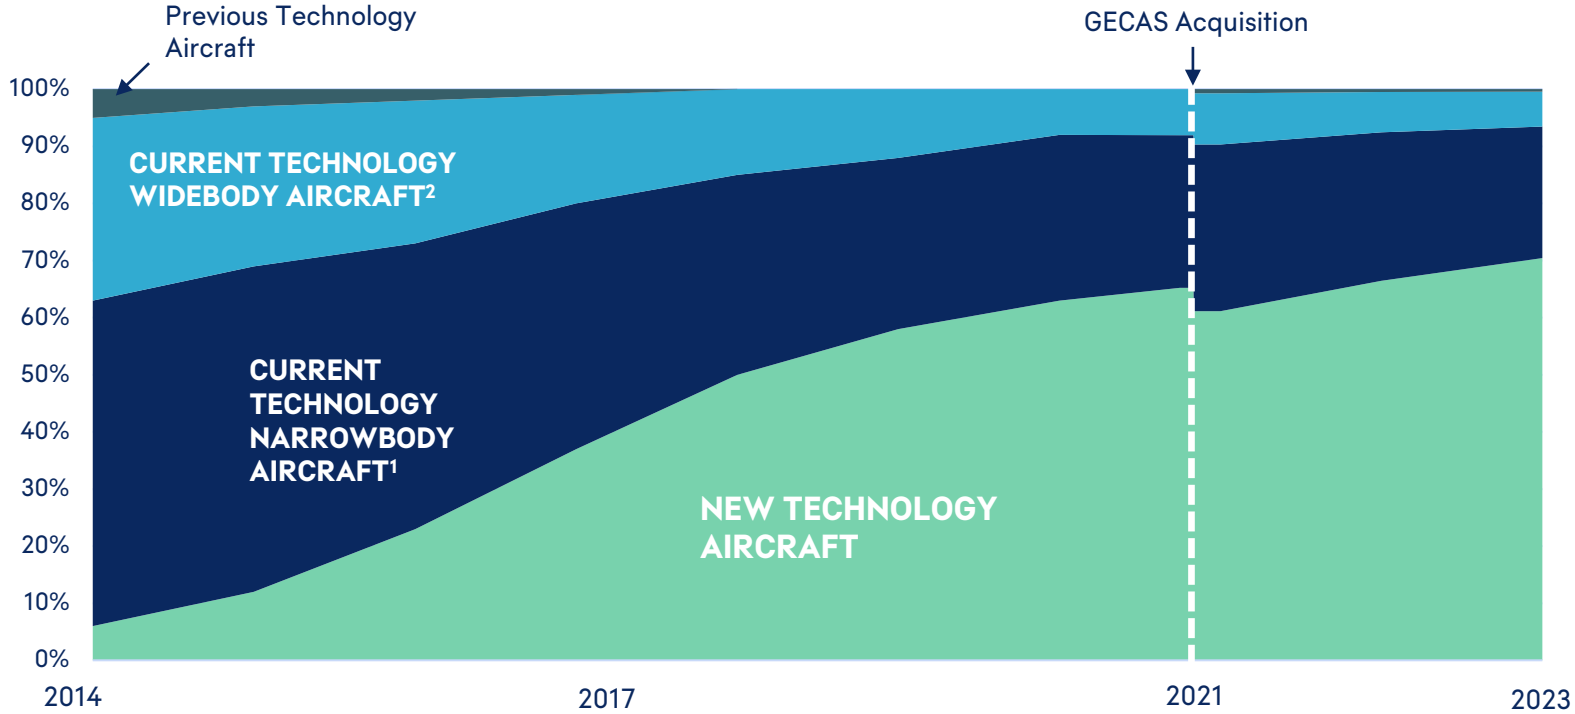 Previous Technology
Aircraft
GECAS Acquisition
100%
90%
80%
70%
60%
50%
40%
30%
20%
10%
0%
CURRENT TECHNOLOGY
WIDEBODY AIRCRAFT²
CURRENT
TECHNOLOGY
NARROWBODY
AIRCRAFT¹
NEW TECHNOLOGY
AIRCRAFT
2014
2017
2021
2023